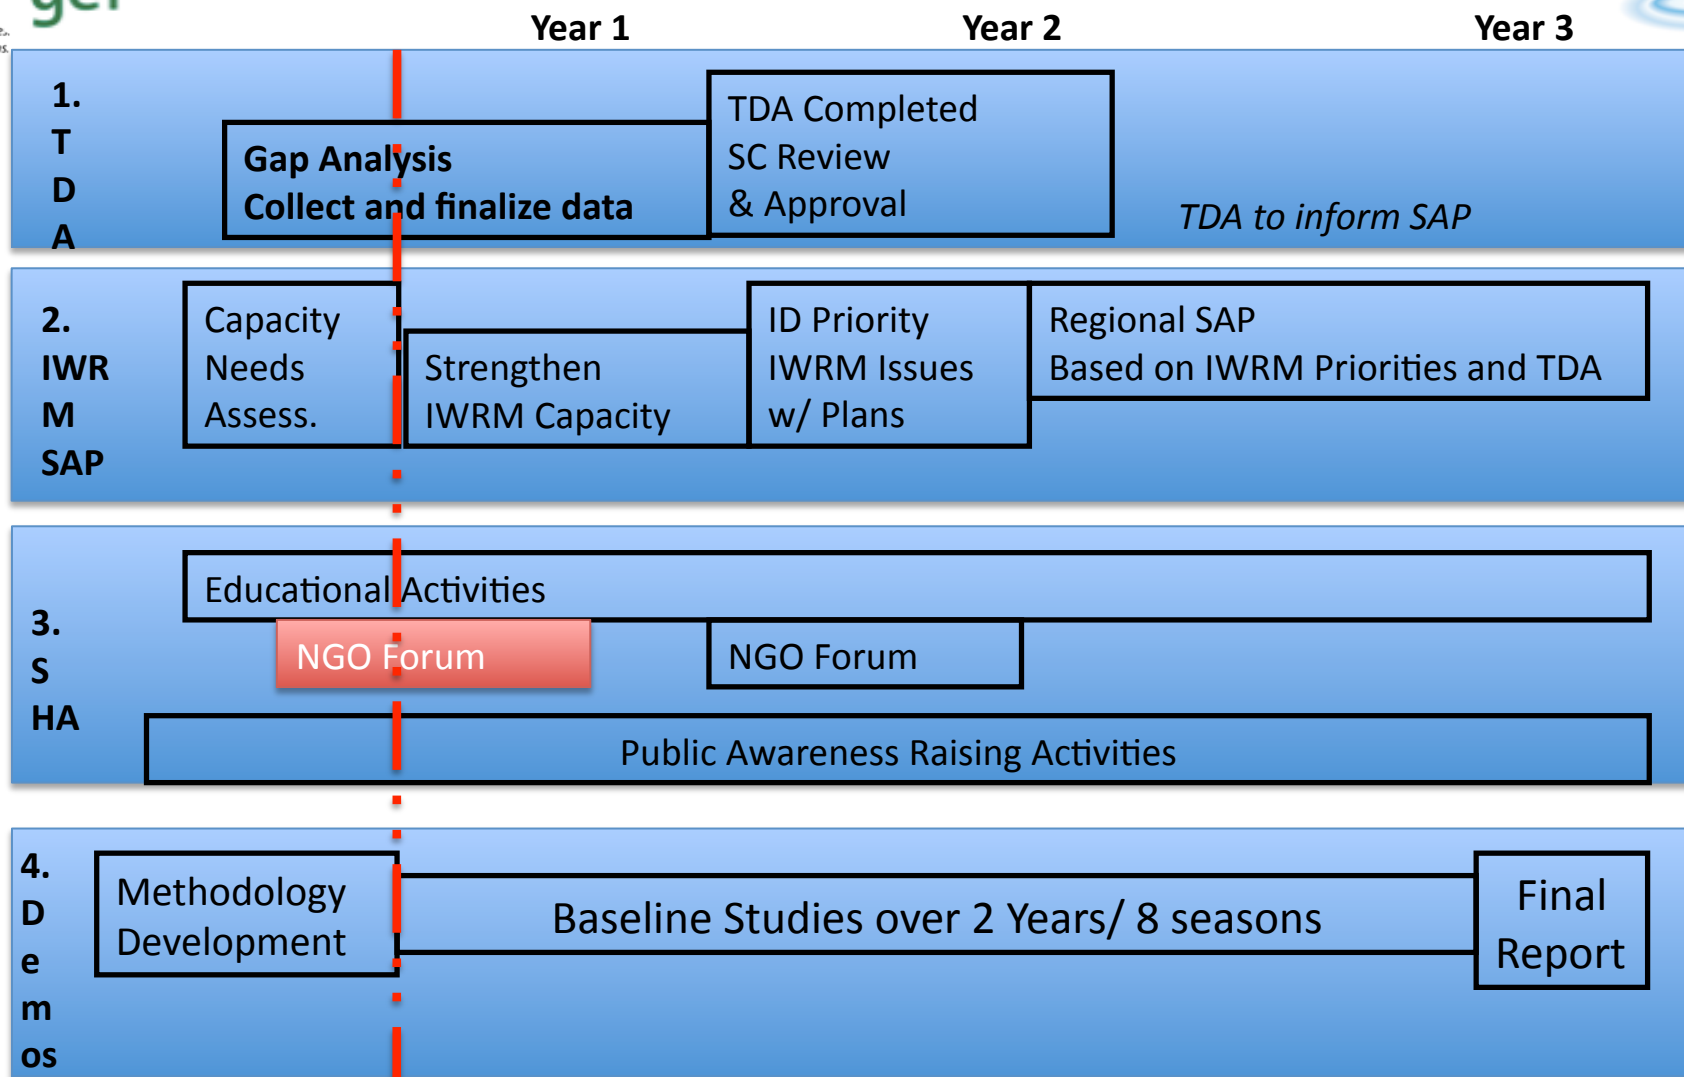 gef
Year 1
Year 2
Year 3
1.
T
D
A
Gap Analysis
Collect and finalize data
TDA Completed
SC Review
& Approval
TDA to inform SAP
2.
IWR
M
SAP
Capacity
Needs
Assess.
Strengthen
IWRM Capacity
ID Priority
IWRM Issues
w/ Plans
Regional SAP
Based on IWRM Priorities and TDA
3.
S
HA
Educational Activities
NGO Forum
NGO Forum
Public Awareness Raising Activities
4.
D
e
m
os
Methodology
Development
Baseline Studies over 2 Years/ 8 seasons
Final
Report